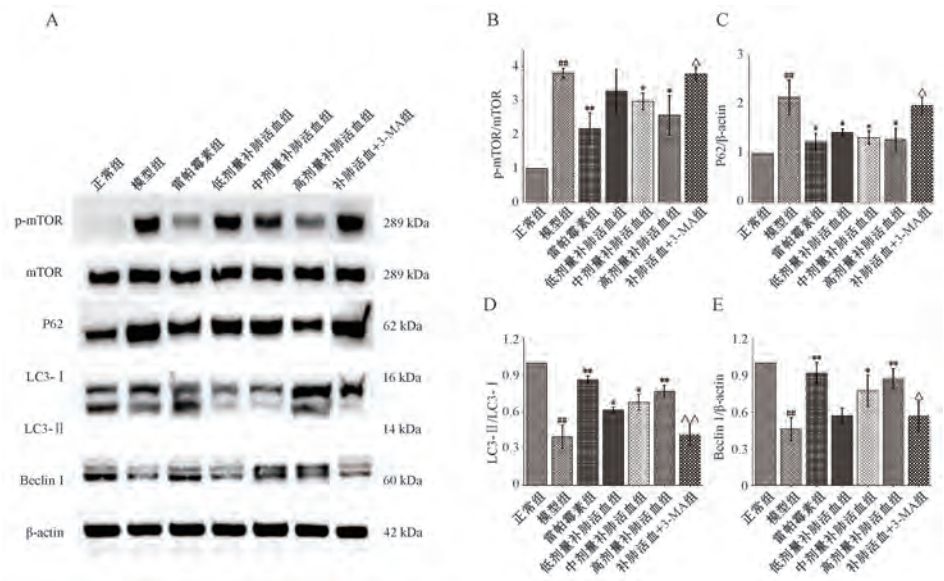 A
正常组
模型组
雷帕霉素组
低剂量补肺活血组
中剂量补肺活血组
高剂量补肺活血组
补肺活血+3-MA组
p-mTOR
289 kDa
mTOR
289 kDa
P62
62 kDa
LC3-Ⅰ
16 kDa
LC3-Ⅱ
14 kDa
Beclin 1
60 kDa
β-actin
42 kDa
B
p-mTOR/mTOR
4
3
2
1
0
##
**
*
*
△
正常组
模型组
雷帕霉素组
低剂量补肺活血组
中剂量补肺活血组
高剂量补肺活血组
补肺活血+3-MA组
C
P62/β-actin
3
2
1
0
##
*
*
*
*
△
正常组
模型组
雷帕霉素组
低剂量补肺活血组
中剂量补肺活血组
高剂量补肺活血组
补肺活血+3-MA组
D
LC3-Ⅱ/LC3-Ⅰ
1.2
0.9
0.6
0.3
0
##
**
*
*
**
△△
正常组
模型组
雷帕霉素组
低剂量补肺活血组
中剂量补肺活血组
高剂量补肺活血组
补肺活血+3-MA组
E
Beclin 1/β-actin
1.2
0.9
0.6
0.3
0
##
**
*
**
△
正常组
模型组
雷帕霉素组
低剂量补肺活血组
中剂量补肺活血组
高剂量补肺活血组
补肺活血+3-MA组